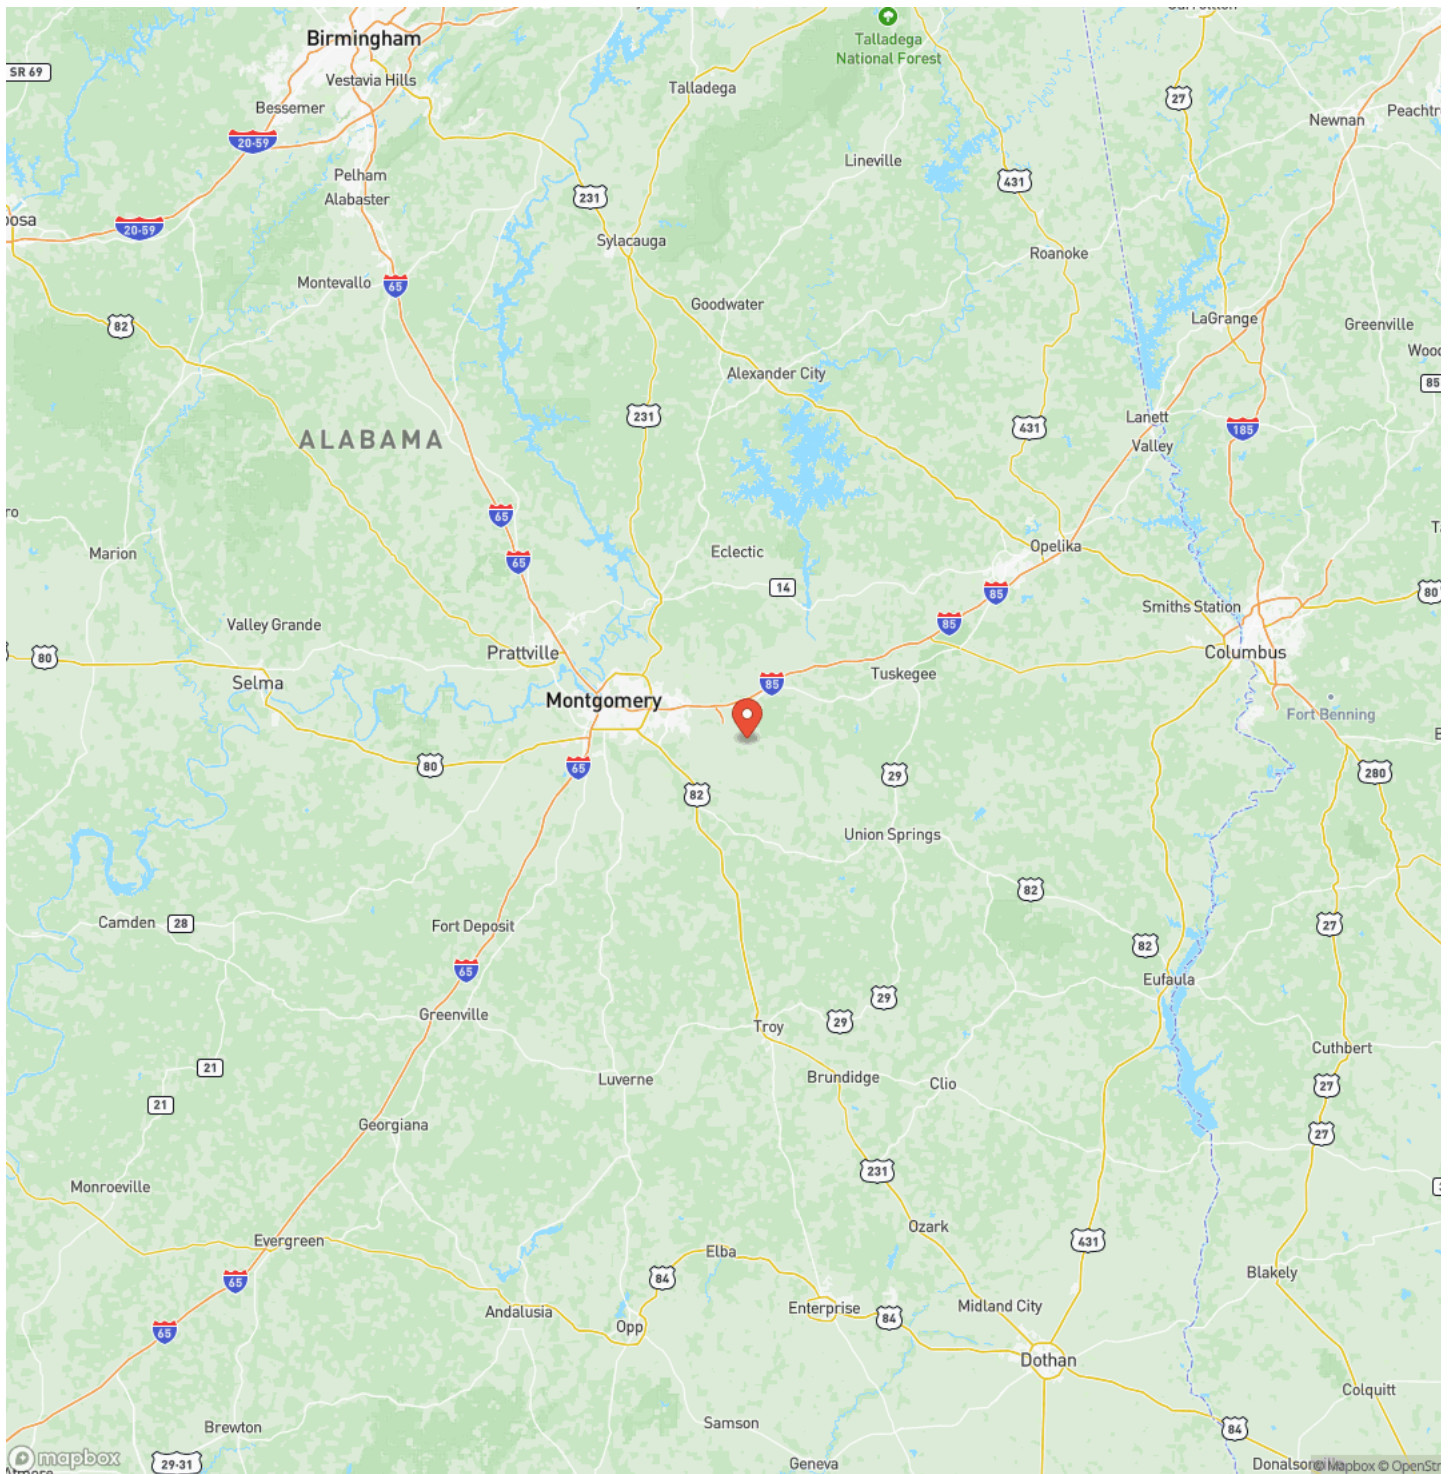 Birmingham
Talladega
National Forest
SR 69
Vestavia Hills
Talladega
27
Bessemer
Newnan
Peachtr
20-59
Lineville
Pelham
431
Alabaster
231
20-59
Sylacauga
Roanoke
Montevallo
65
Goodwater
LaGrange
Greenville
82
Wood
Alexander City
85
231
Lanett
ALABAMA
431
185
Valley
65
Marion
Eclectic
Opelika
65
14
85
80
Smiths Station
Valley Grande
85
Prattville
Columbus
80
Selma
Tuskegee
85
Montgomery
Fort Benning
80
65
29
280
82
Union Springs
82
Camden
28
Fort Deposit
27
82
65
Eufaula
29
Greenville
29
Troy
Cuthbert
21
Luverne
Brundidge
Clio
27
21
Georgiana
27
231
Monroeville
Ozark
Evergreen
Elba
431
65
84
Blakely
Andalusia
Enterprise
Midland City
65
Opp
84
Dothan
Colquitt
Brewton
Samson
84
mapbox
29-31
Geneva
© Mapbox © OpenStr